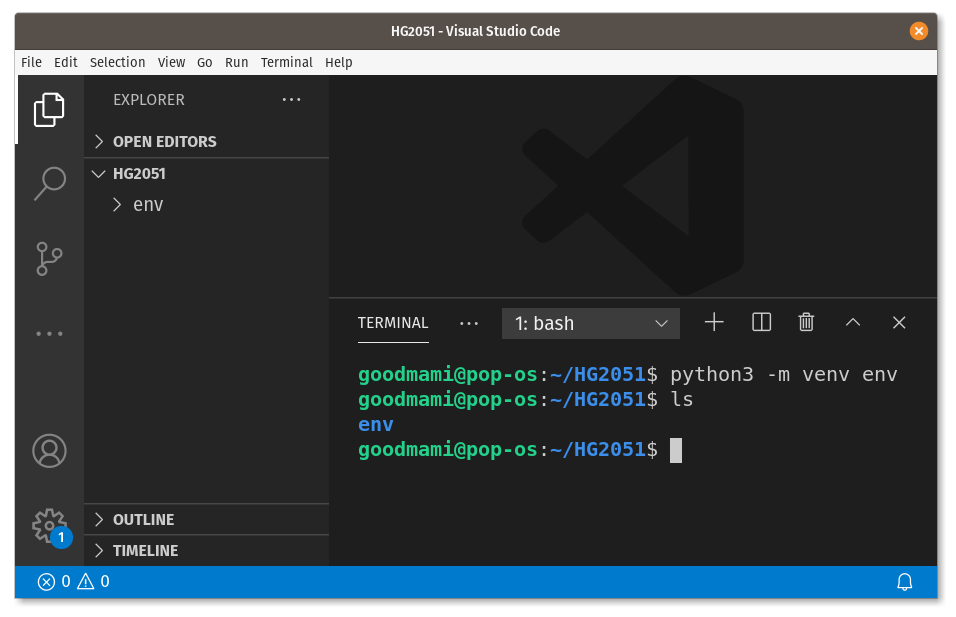 HG2051 - Visual Studio Code
File Edit Selection View Go Run Terminal Help
EXPLORER ···
OPEN EDITORS
HG2051
env
OUTLINE
TIMELINE
TERMINAL ··· 1: bash
goodmami@pop-os:~/HG2051$ python3 -m venv env
goodmami@pop-os:~/HG2051$ ls
env
goodmami@pop-os:~/HG2051$
1
0 0